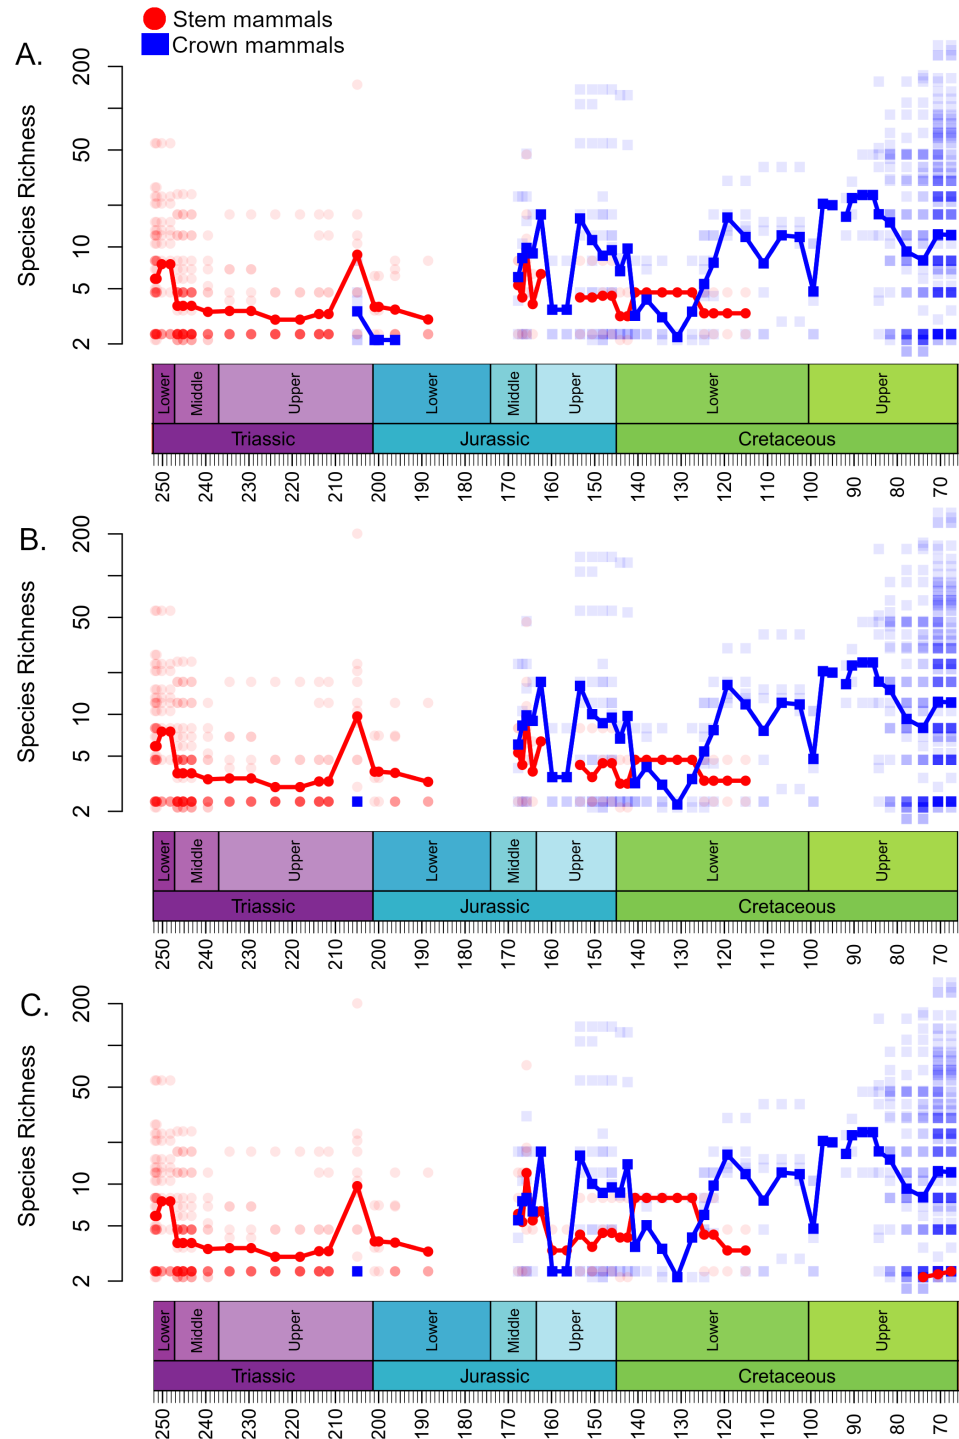 Stem mammals
Crown mammals
A.
Species Richness
200
50
10
5
2
Lower
Middle
Upper
Lower
Middle
Upper
Lower
Upper
Triassic
Jurassic
Cretaceous
250 240 230 220 210 200 190 180 170 160 150 140 130 120 110 100 90 80 70
B.
Species Richness
200
50
10
5
2
Lower
Middle
Upper
Lower
Middle
Upper
Lower
Upper
Triassic
Jurassic
Cretaceous
250 240 230 220 210 200 190 180 170 160 150 140 130 120 110 100 90 80 70
C.
Species Richness
200
50
10
5
2
Lower
Middle
Upper
Lower
Middle
Upper
Lower
Upper
Triassic
Jurassic
Cretaceous
250 240 230 220 210 200 190 180 170 160 150 140 130 120 110 100 90 80 70